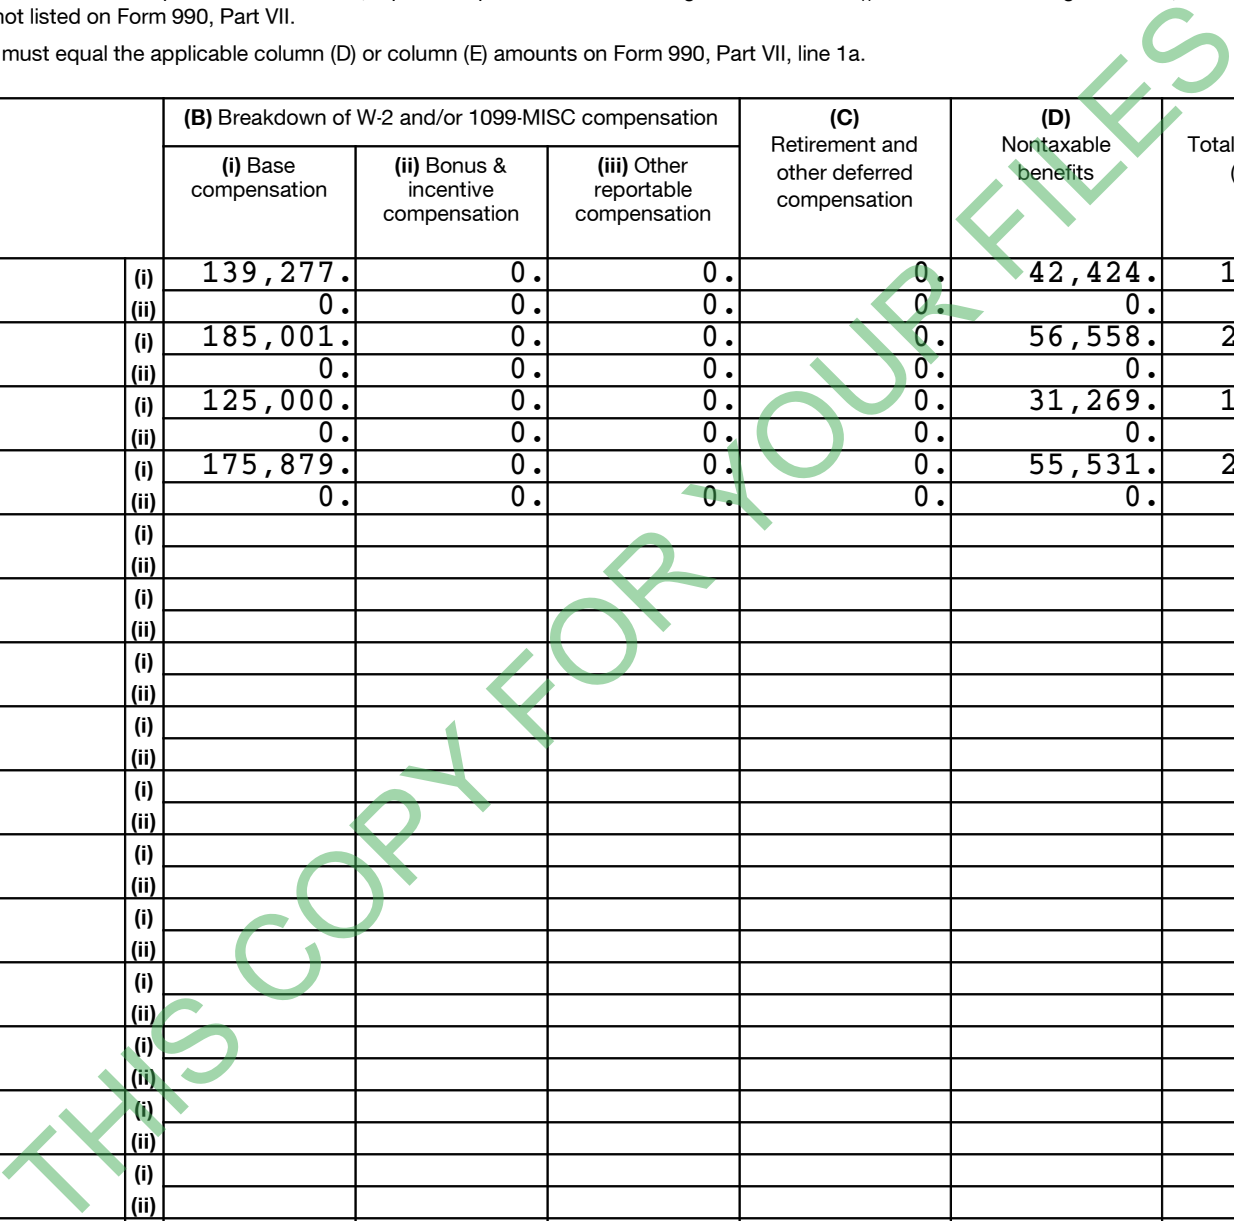 not listed on Form 990, Part VII.
must equal the applicable column (D) or column (E) amounts on Form 990, Part VII, line 1a.
(B) Breakdown of W-2 and/or 1099-MISC compensation (C) (D)
Retirement and Nontaxable Total
(i) Base (ii) Bonus & (iii) Other other deferred benefits (
compensation incentive reportable compensation
compensation compensation
(i) 139,277. 0. 0. 0. 42,424. 1
(ii) 0. 0. 0. 0. 0.
(i) 185,001. 0. 0. 0. 56,558. 2
(ii) 0. 0. 0. 0. 0.
(i) 125,000. 0. 0. 0. 31,269. 1
(ii) 0. 0. 0. 0. 0.
(i) 175,879. 0. 0. 0. 55,531. 2
(ii) 0. 0. 0. 0. 0.
(i)
(ii)
(i)
(ii)
(i)
(ii)
(i)
(ii)
(i)
(ii)
(i)
(ii)
(i)
(ii)
(i)
(ii)
(i)
(ii)
(i)
(ii)
(i)
(ii)
THIS COPY FOR YOUR FILES